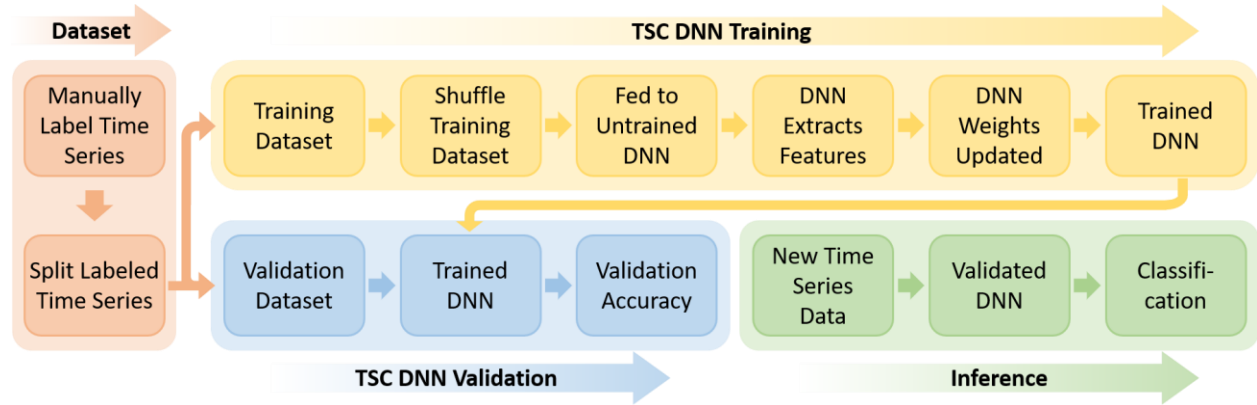 Dataset
TSC DNN Training
Manually
Label Time
Series
Split Labeled
Time Series
Training
Dataset
Shuffle
Training
Dataset
Fed to
Untrained
DNN
DNN
Extracts
Features
DNN
Weights
Updated
Trained
DNN
Validation
Dataset
Trained
DNN
Validation
Accuracy
New Time
Series
Data
Validated
DNN
Classifi-
cation
TSC DNN Validation
Inference